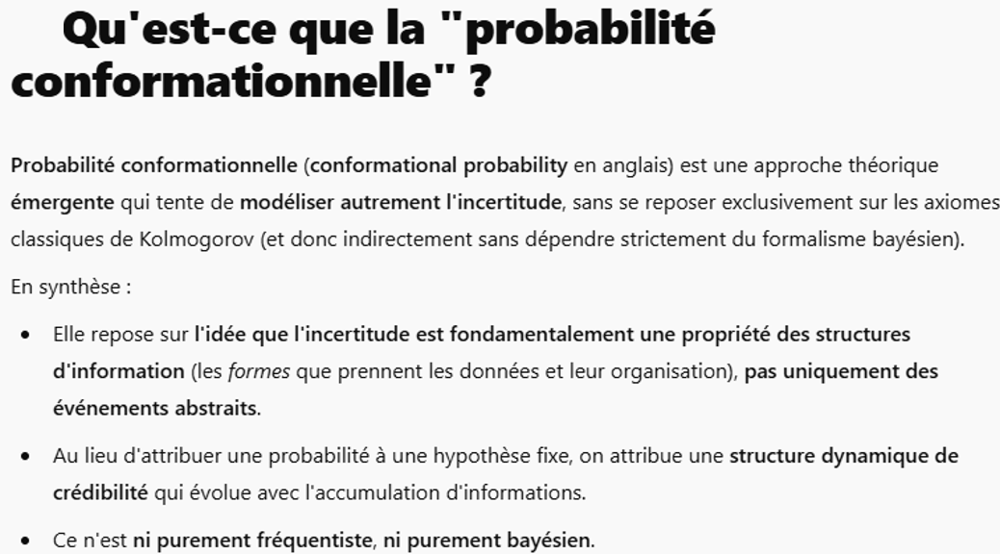 Qu'est-ce que la "probabilité
conformationnelle" ?
Probabilité conformationnelle (conformational probability en anglais) est une approche théorique
émergente qui tente de modéliser autrement l'incertitude, sans se reposer exclusivement sur les axiomes
classiques de Kolmogorov (et donc indirectement sans dépendre strictement du formalisme bayésien).
En synthèse :
• Elle repose sur l'idée que l'incertitude est fondamentalement une propriété des structures
d'information (les formes que prennent les données et leur organisation), pas uniquement des
événements abstraits.
• Au lieu d'attribuer une probabilité à une hypothèse fixe, on attribue une structure dynamique de
crédibilité qui évolue avec l'accumulation d'informations.
• Ce n'est ni purement fréquentiste, ni purement bayésien.